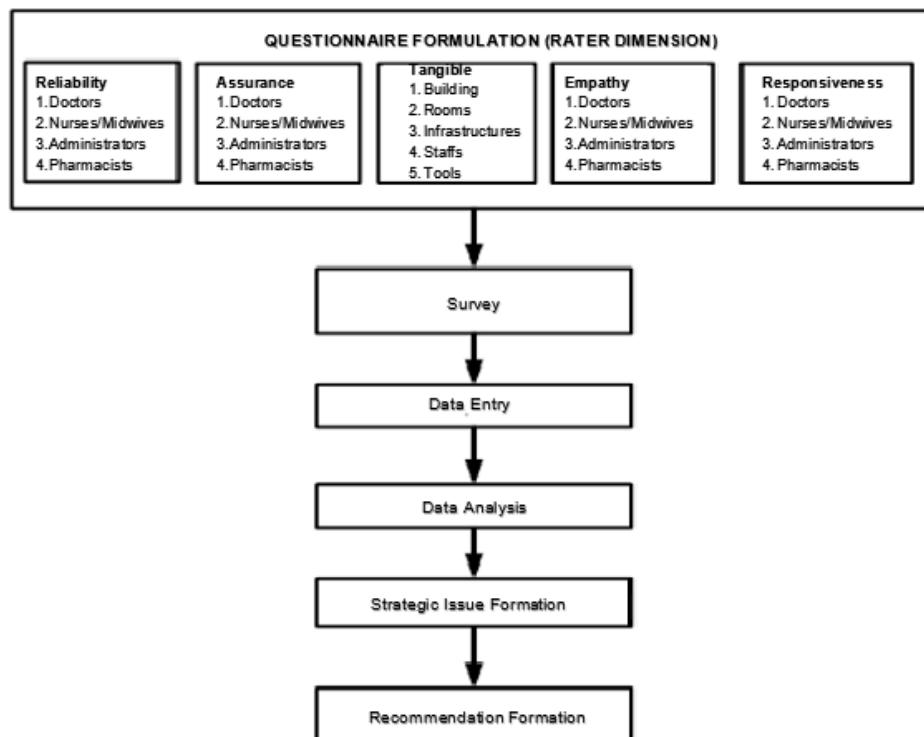 QUESTIONNAIRE FORMULATION (RATER DIMENSION)
Reliability
1.Doctors
2.Nurses/Midwives
3.Administrators
4.Pharmacists
Assurance
1.Doctors
2.Nurses/Midwives
3.Administrators
4.Pharmacists
Tangible
1. Building
2. Rooms
3. Infrastructures
4. Staffs
5. Tools
Empathy
1.Doctors
2.Nurses/Midwives
3.Administrators
4.Pharmacists
Responsiveness
1. Doctors
2. Nurses/Midwives
3. Administrators
4. Pharmacists
Survey
Data Entry
Data Analysis
Strategic Issue Formation
Recommendation Formation